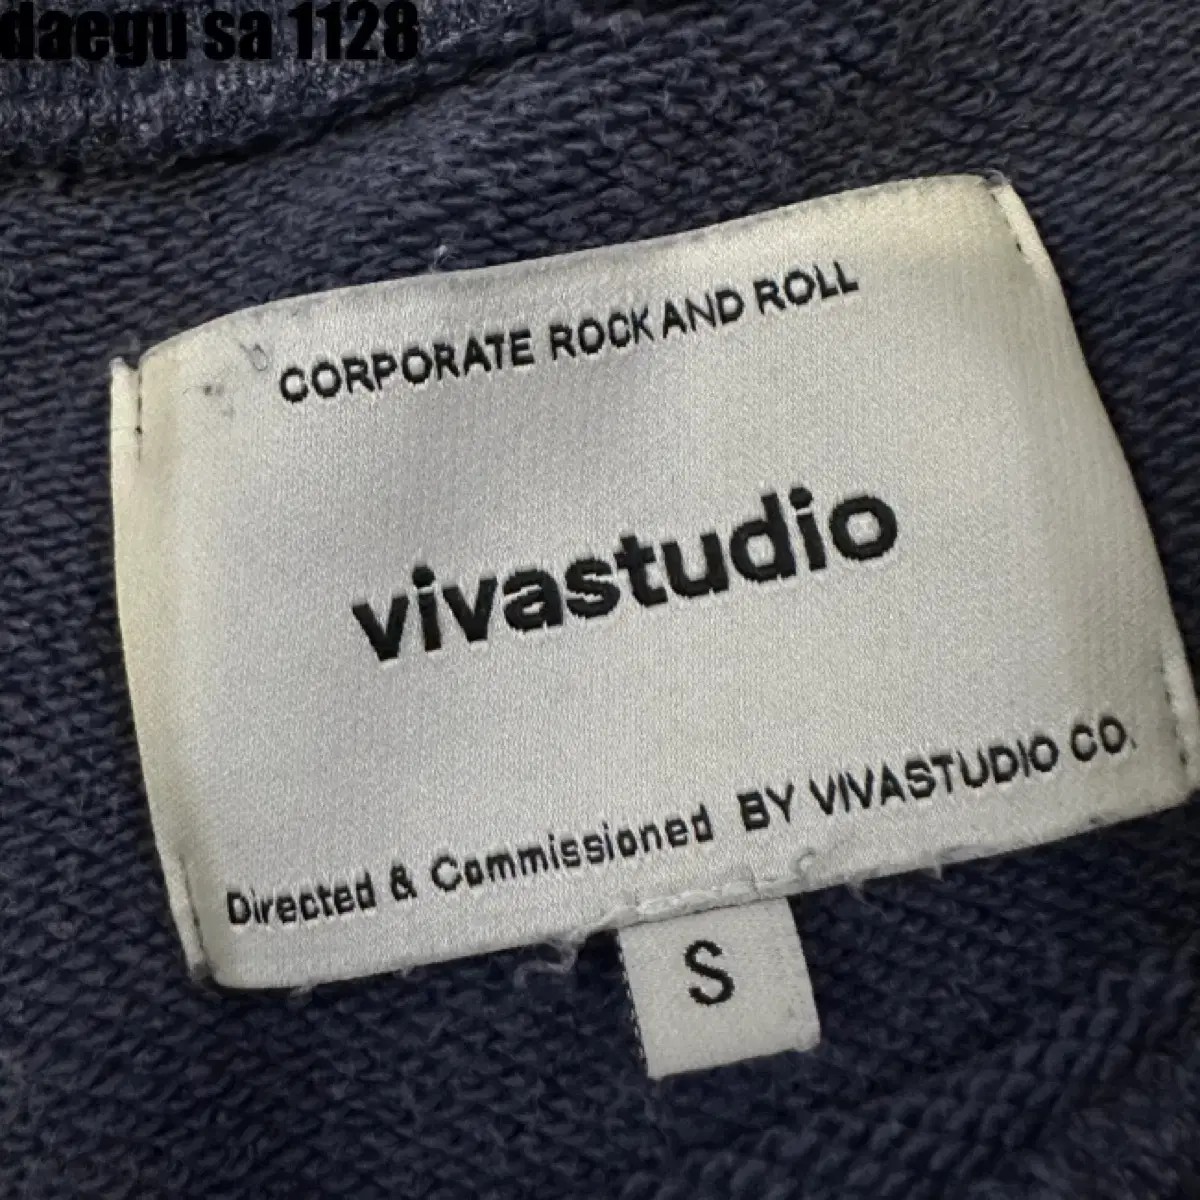 daegu sa 1128
CORPORATE ROCK AND ROLL
vivastudio
Directed & Commissioned BY VIVASTUDIO CO.
S